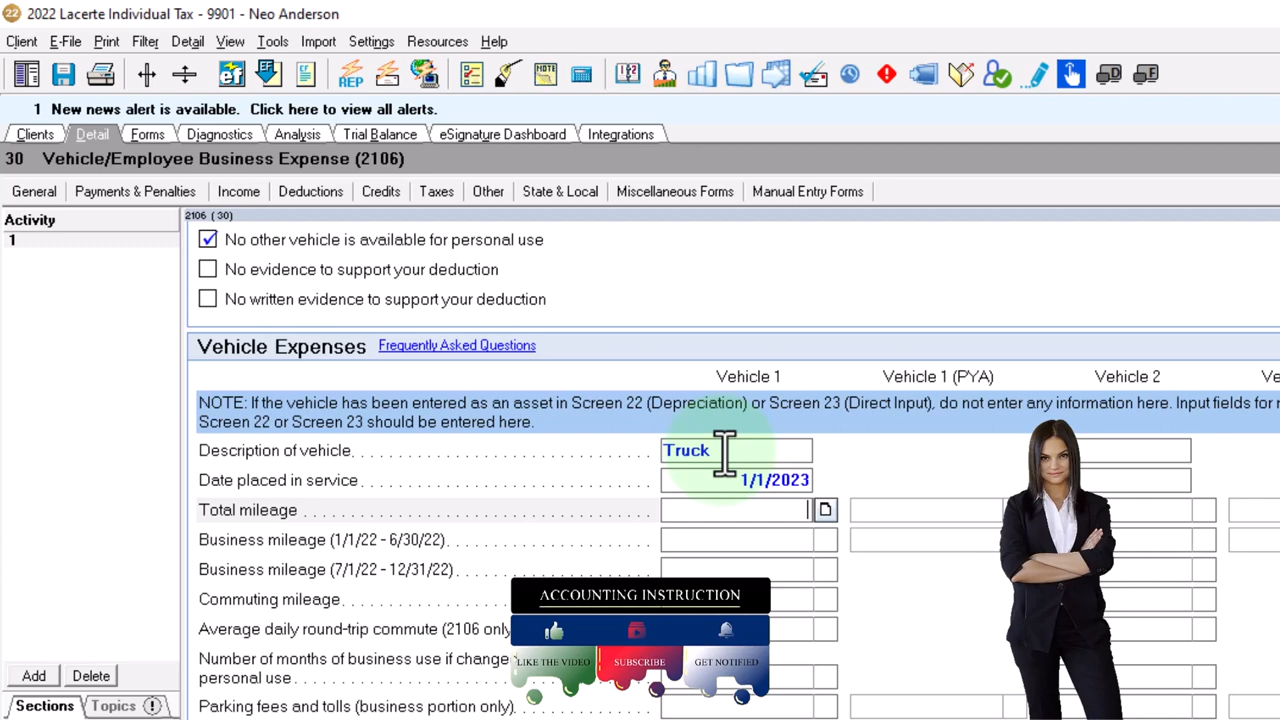 22 2022 Lacerte Individual Tax - 9901 - Neo Anderson
Client E-File Print Filter Detail View Tools Import Settings Resources Help
ef REP EF NOTE D F
1 New news alert is available. Click here to view all alerts.
Clients Detail Forms Diagnostics Analysis Trial Balance eSignature Dashboard Integrations
30 Vehicle/Employee Business Expense (2106)
General Payments & Penalties Income Deductions Credits Taxes Other State & Local Miscellaneous Forms Manual Entry Forms
Activity
1
2106 ( 30)
No other vehicle is available for personal use
No evidence to support your deduction
No written evidence to support your deduction
Vehicle Expenses Frequently Asked Questions
Vehicle 1 Vehicle 1 (PYA) Vehicle 2 Ve
NOTE: If the vehicle has been entered as an asset in Screen 22 (Depreciation) or Screen 23 (Direct Input), do not enter any information here. Input fields for
Screen 22 or Screen 23 should be entered here.
Description of vehicle. Truck
Date placed in service 1/1/2023
Total mileage
Business mileage (1/1/22 - 6/30/22)
Business mileage (7/1/22 - 12/31/22)
Commuting mileage
Average daily round-trip commute (2106 only
Number of months of business use if change
personal use
Parking fees and tolls (business portion only)
ACCOUNTING INSTRUCTION
LIKE THE VIDEO SUBSCRIBE GET NOTIFIED
Add Delete
Sections Topics